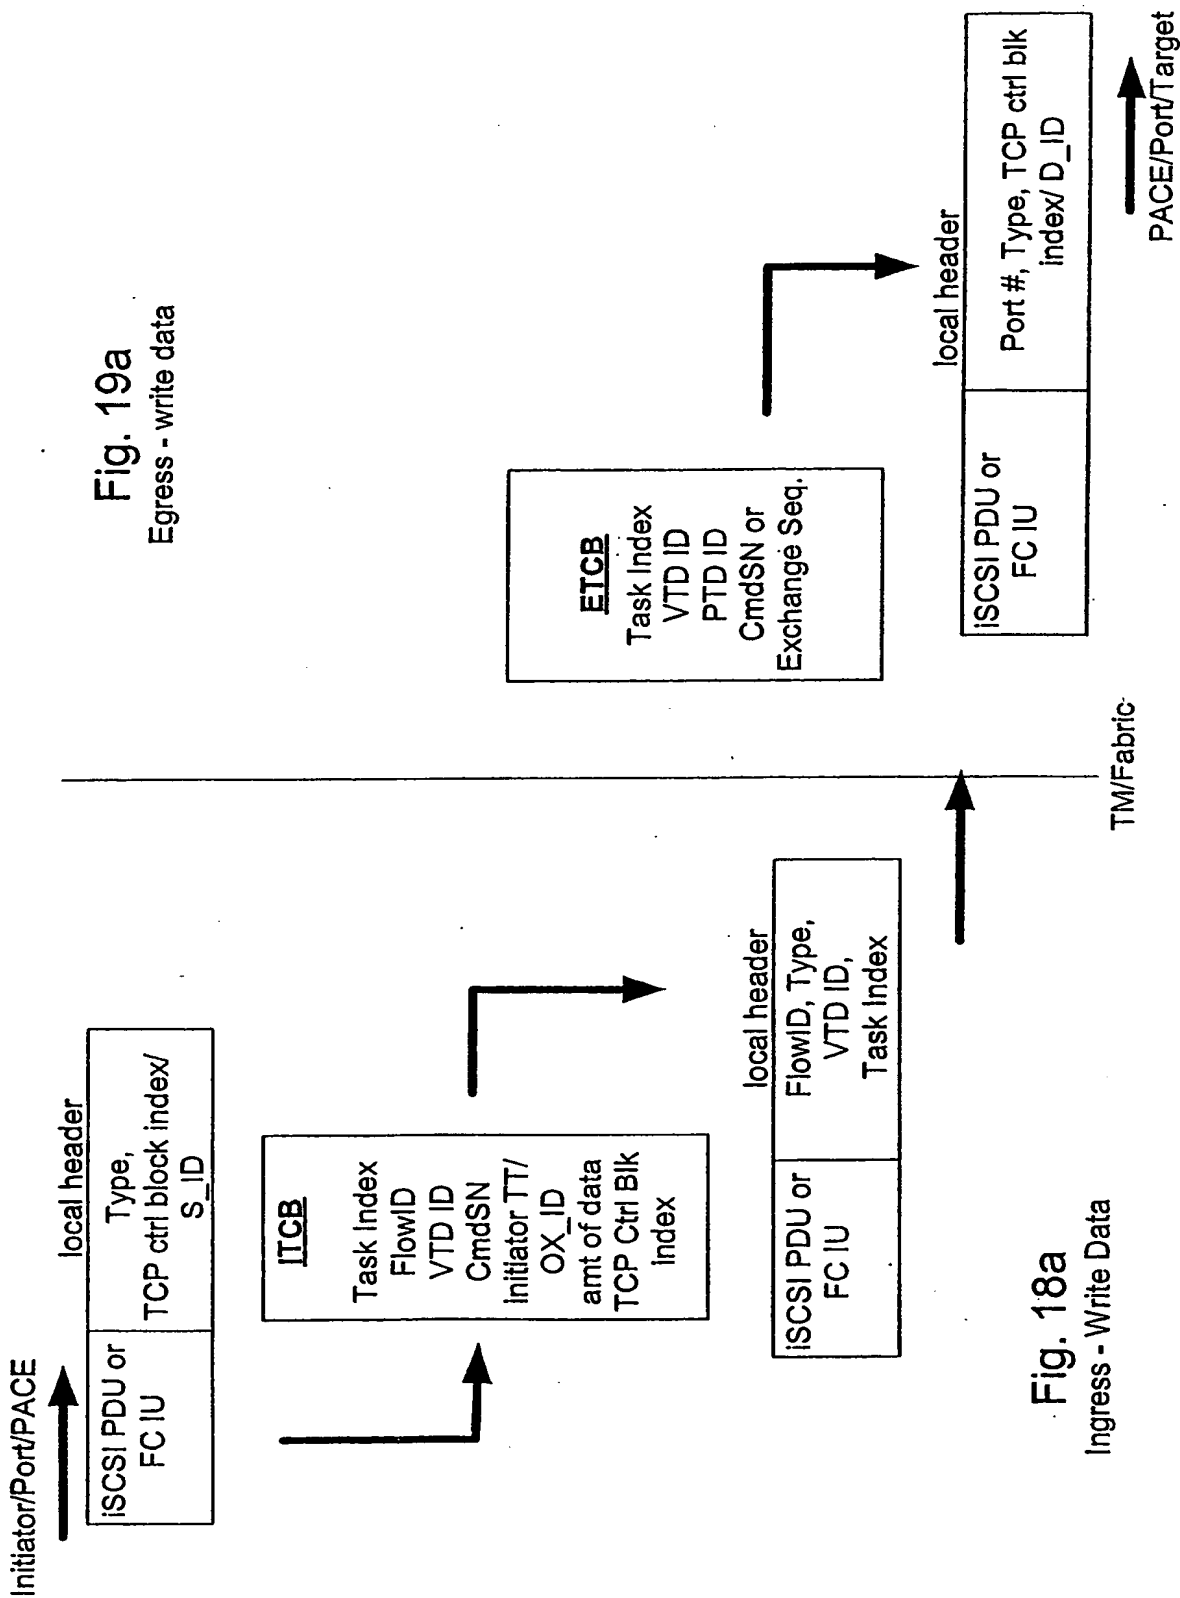 Initiator/Port/PACE
local header
iSCSI PDU or
FC IU
Type,
TCP ctrl block index/
S_ID
ITCB
Task Index
FlowID
VTD ID
CmdSN
Initiator TT/
OX_ID
amt of data
TCP Ctrl Blk
Index
local header
iSCSI PDU or
FC IU
FlowID, Type,
VTD ID,
Task Index
Fig. 18a
Ingress - Write Data
TM/Fabric
Fig. 19a
Egress - write data
ETCB
Task Index
VTD ID
PTD ID
CmdSN or
Exchange Seq.
local header
iSCSI PDU or
FC IU
Port #, Type, TCP ctrl blk
index/ D_ID
PACE/Port/Target